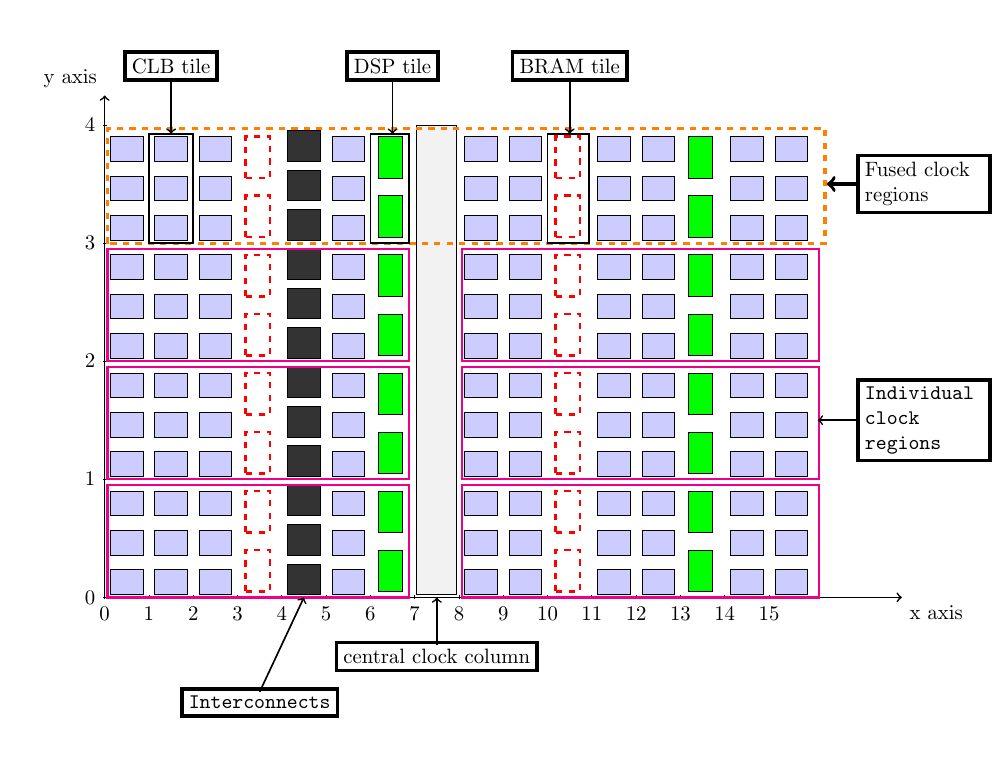 CLB tile
DSP tile
BRAM tile
y axis
4
Fused clock
regions
3
2
Individual
clock
regions
1
0
0 1 2 3 4 5 6 7 8 9 10 11 12 13 14 15
x axis
central clock column
Interconnects